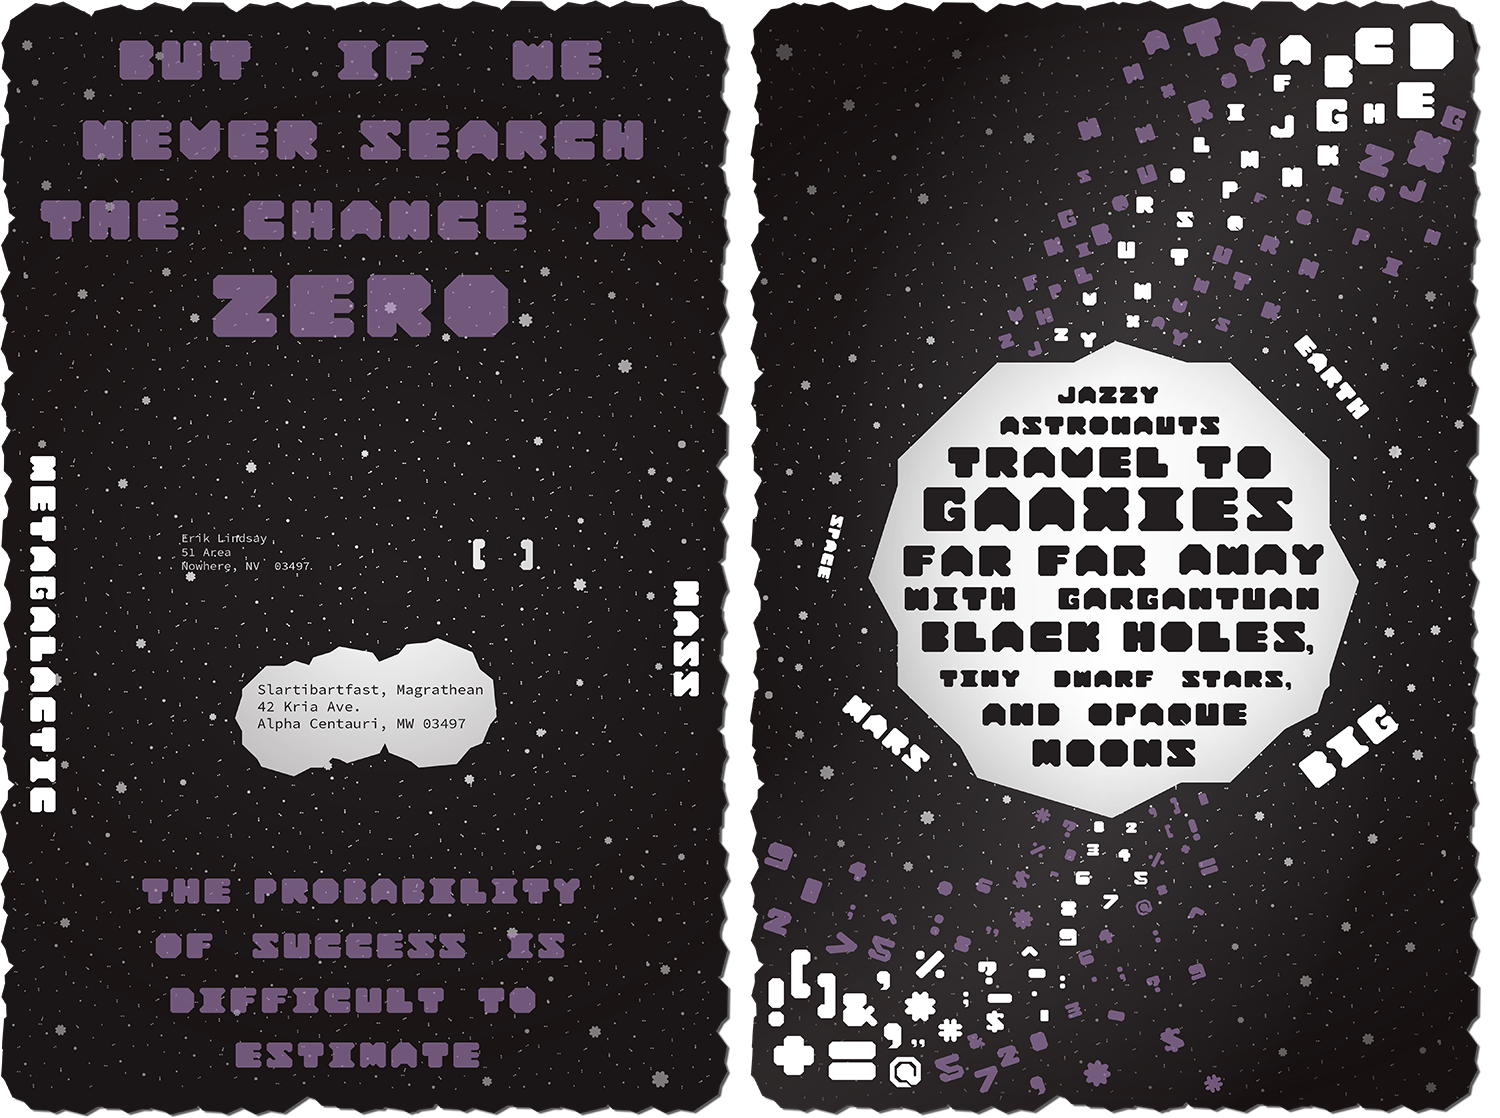 BUT IF WE
NEVER SEARCH
THE CHANCE IS
ZERO
METAGALACTIC
Erik Lindsay
51 Area
Nowhere, NV 03497
[ ]
MASS
Slartibartfast, Magrathean
42 Kria Ave.
Alpha Centauri, MW 03497
THE PROBABILITY
OF SUCCESS IS
DIFFICULT TO
ESTIMATE
A B C D
F E
I J G H
L M K
O P N
R S Q
U T
V W
Z Y X
EARTH
SPACE
JAZZY
ASTRONAUTS
TRAVEL TO
GAAXIES
FAR FAR AWAY
WITH GARGANTUAN
BLACK HOLES,
TINY DWARF STARS,
AND OPAQUE
MOONS
MARS
BIG
3 4
6 5
7
8
9
! [ ] & , % ? ^
* # ; : $ -
+ = @ , "